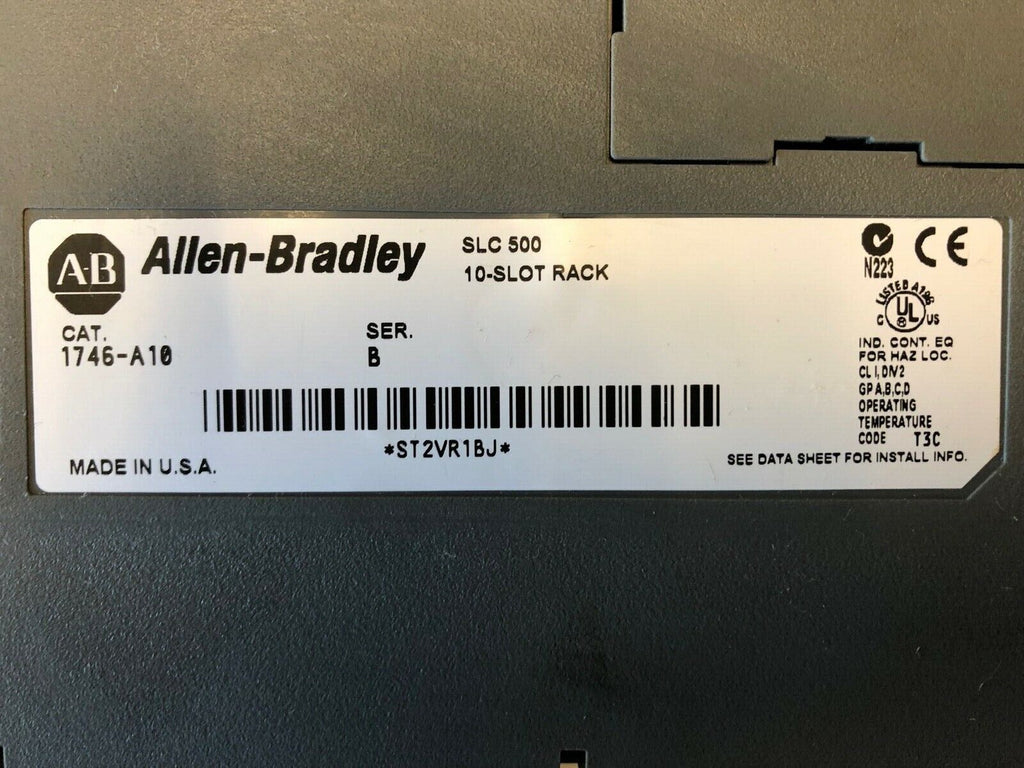 A-B Allen-Bradley
SLC 500
10-SLOT RACK
CAT.
1746-A10
SER.
B
*ST2VR1BJ*
MADE IN U.S.A.
N223
CE
LISTED A196
C UL US
IND. CONT. EQ
FOR HAZ LOC.
CL I, DIV2
GP A,B,C,D
OPERATING
TEMPERATURE
CODE T3C
SEE DATA SHEET FOR INSTALL INFO.